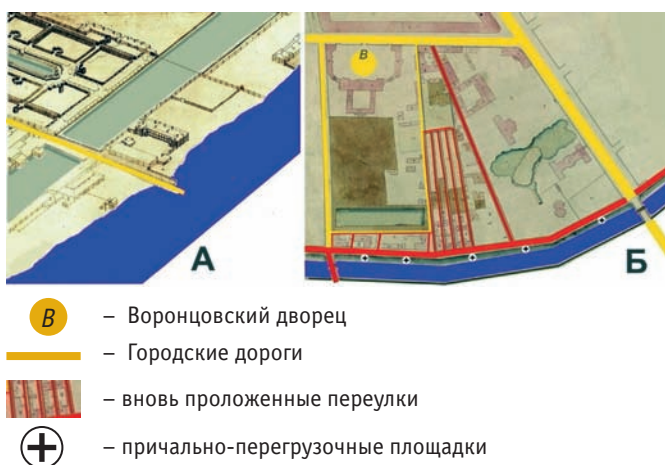 В
А
Б
В – Воронцовский дворец
– Городские дороги
– вновь проложенные переулки
– причально-перегрузочные площадки